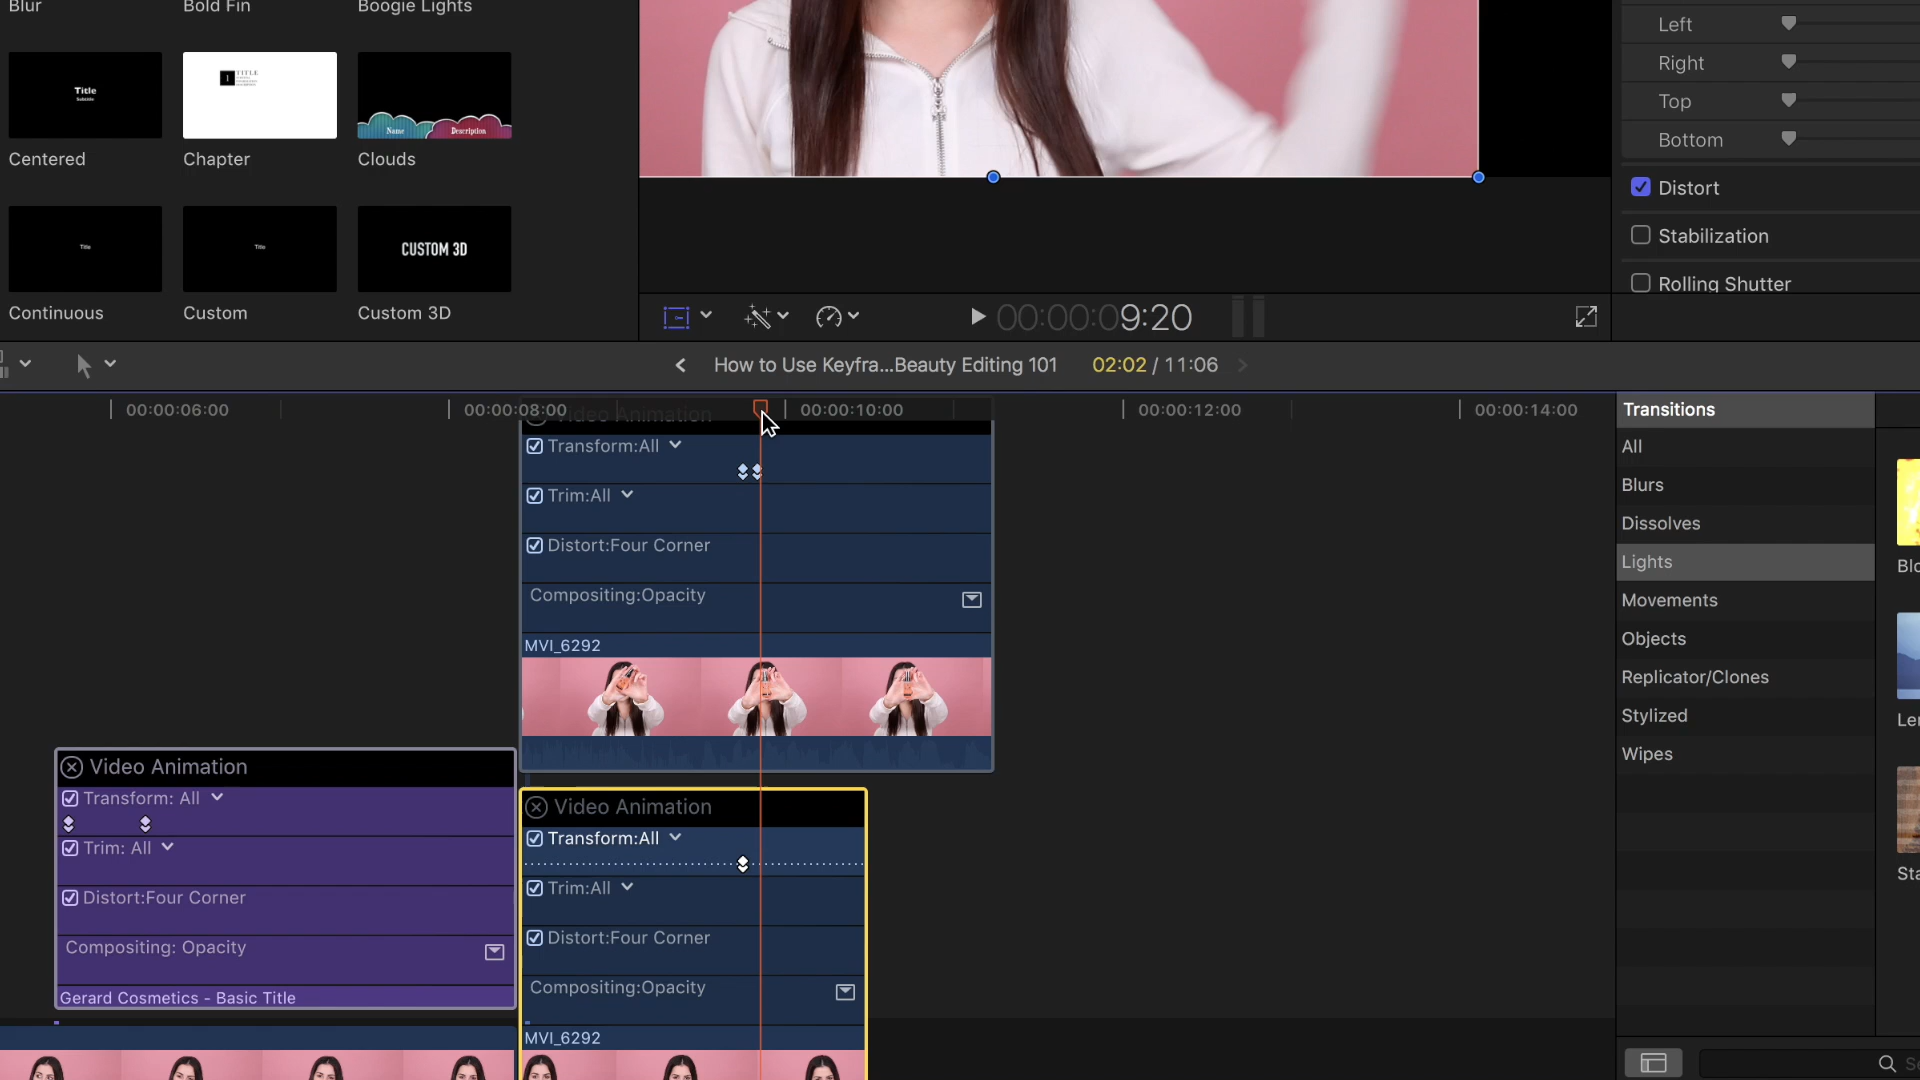 Blur
Bold Fin
Boogie Lights
Title
Subtitle
1 TITLE
Name
Description
Centered
Chapter
Clouds
Title
Title
CUSTOM 3D
Continuous
Custom
Custom 3D
Left
Right
Top
Bottom
Distort
Stabilization
Rolling Shutter
00:00:09:20
How to Use Keyfra...Beauty Editing 101
02:02 / 11:06
00:00:06:00
00:00:08:00
00:00:10:00
00:00:12:00
00:00:14:00
Video Animation
Transform:All
Trim:All
Distort:Four Corner
Compositing:Opacity
MVI_6292
Video Animation
Transform: All
Trim: All
Distort:Four Corner
Compositing: Opacity
Gerard Cosmetics - Basic Title
Video Animation
Transform:All
Trim:All
Distort:Four Corner
Compositing:Opacity
MVI_6292
Transitions
All
Blurs
Dissolves
Lights
Movements
Objects
Replicator/Clones
Stylized
Wipes
Blo
Ler
Sta
Se